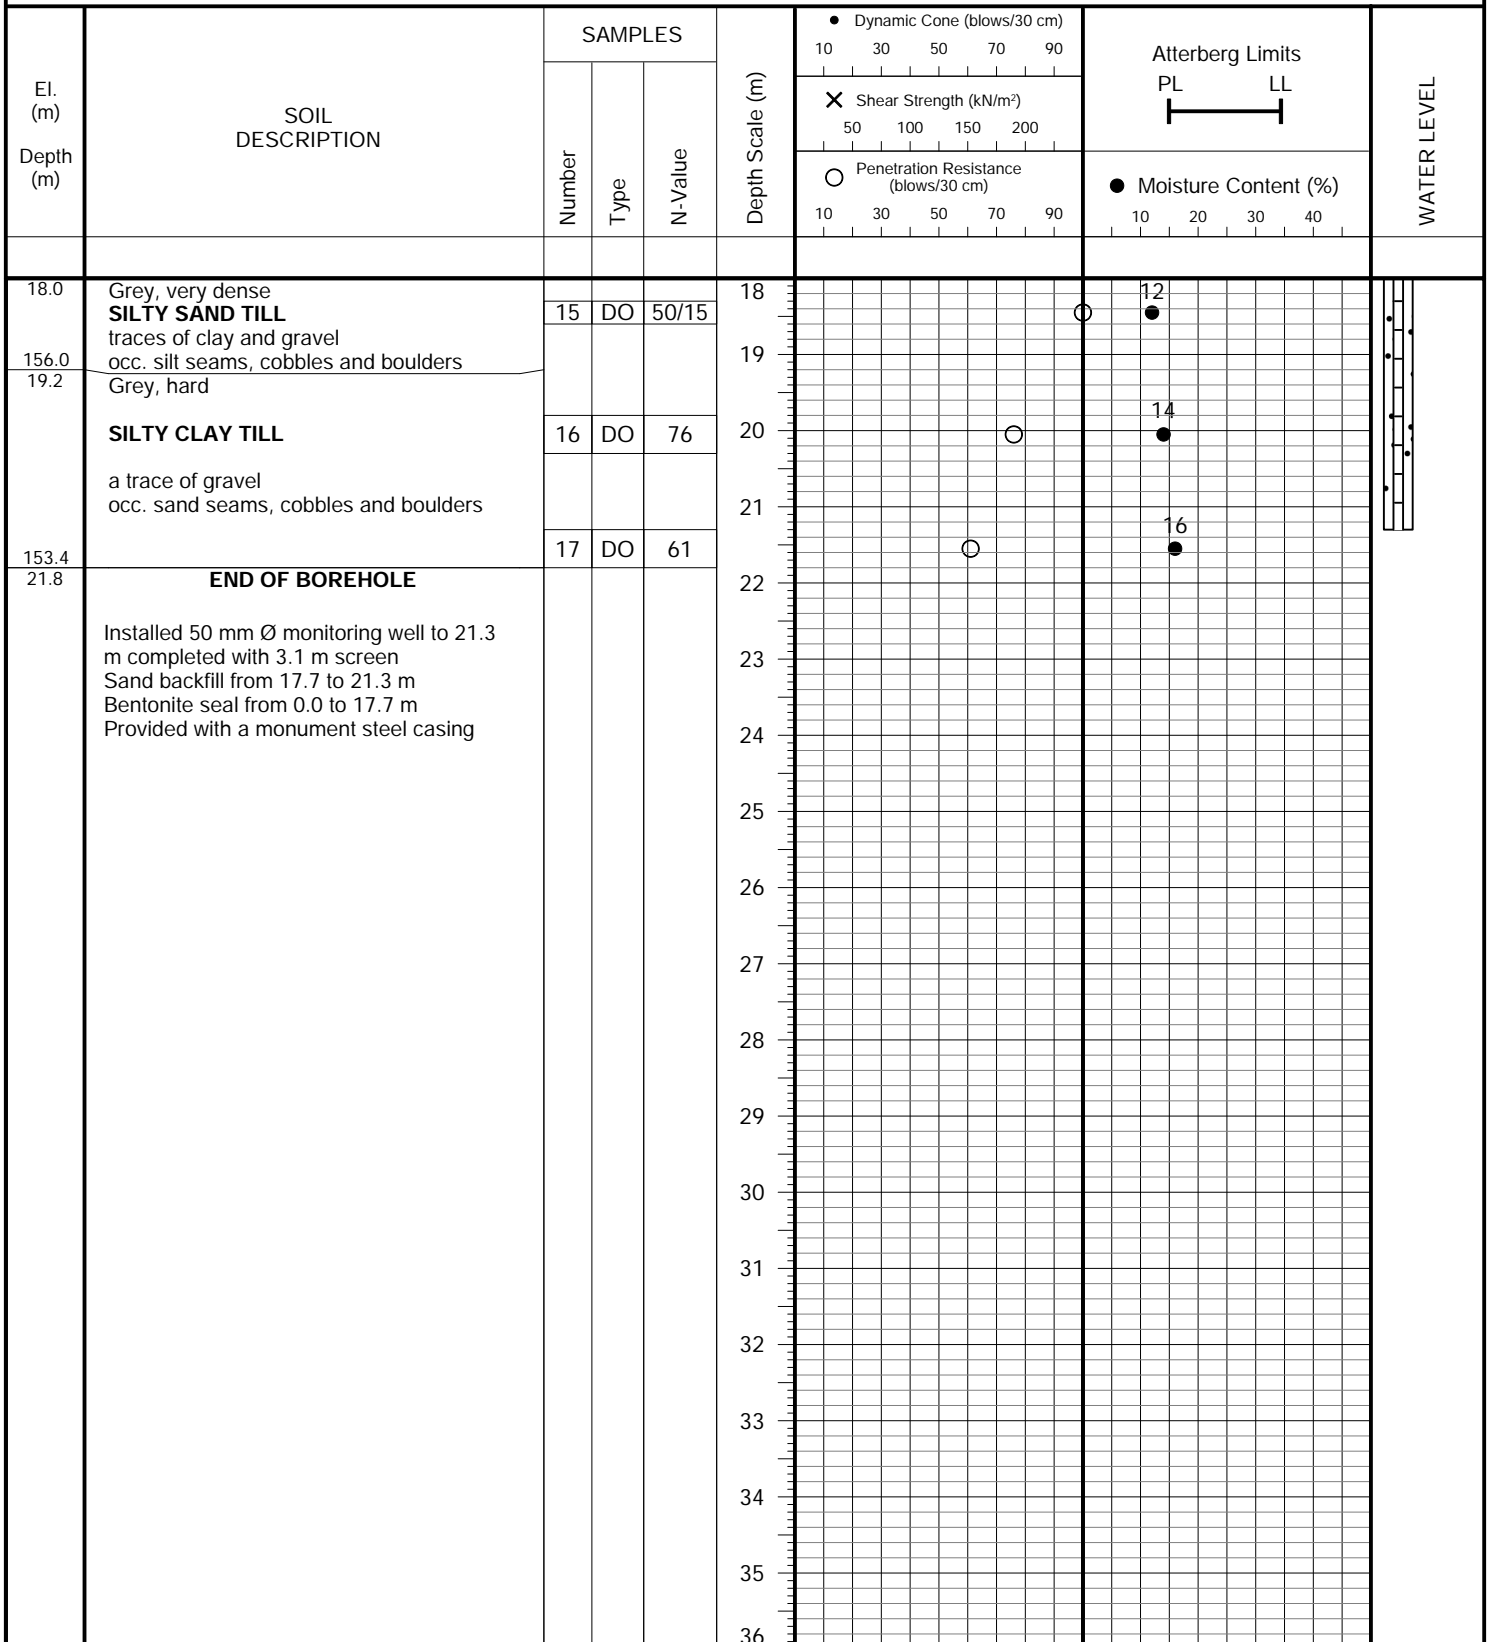 El.
(m)
Depth
(m)
SOIL
DESCRIPTION
SAMPLES
Number
Type
N-Value
Depth Scale (m)
Dynamic Cone (blows/30 cm)
10 30 50 70 90
Shear Strength (kN/m²)
50 100 150 200
Penetration Resistance
(blows/30 cm)
10 30 50 70 90
Atterberg Limits
PL LL
Moisture Content (%)
10 20 30 40
WATER LEVEL
18.0 Grey, very dense
SILTY SAND TILL
traces of clay and gravel
156.0 occ. silt seams, cobbles and boulders
19.2 Grey, hard
SILTY CLAY TILL
a trace of gravel
occ. sand seams, cobbles and boulders
153.4
21.8 END OF BOREHOLE
Installed 50 mm Ø monitoring well to 21.3
m completed with 3.1 m screen
Sand backfill from 17.7 to 21.3 m
Bentonite seal from 0.0 to 17.7 m
Provided with a monument steel casing
15 DO 50/15
16 DO 76
17 DO 61
18
19
20
21
22
23
24
25
26
27
28
29
30
31
32
33
34
35
36
12
14
16